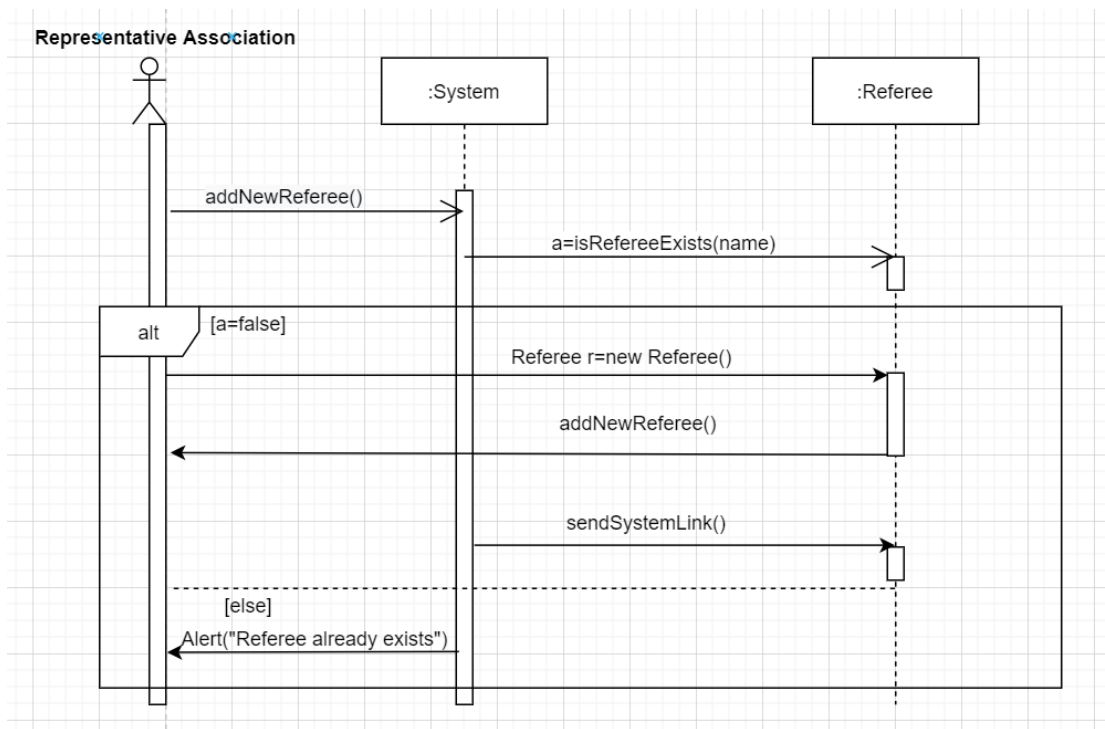 Representative Association
:System
:Referee
addNewReferee()
a=isRefereeExists(name)
alt
[a=false]
Referee r=new Referee()
addNewReferee()
sendSystemLink()
[else]
Alert("Referee already exists")